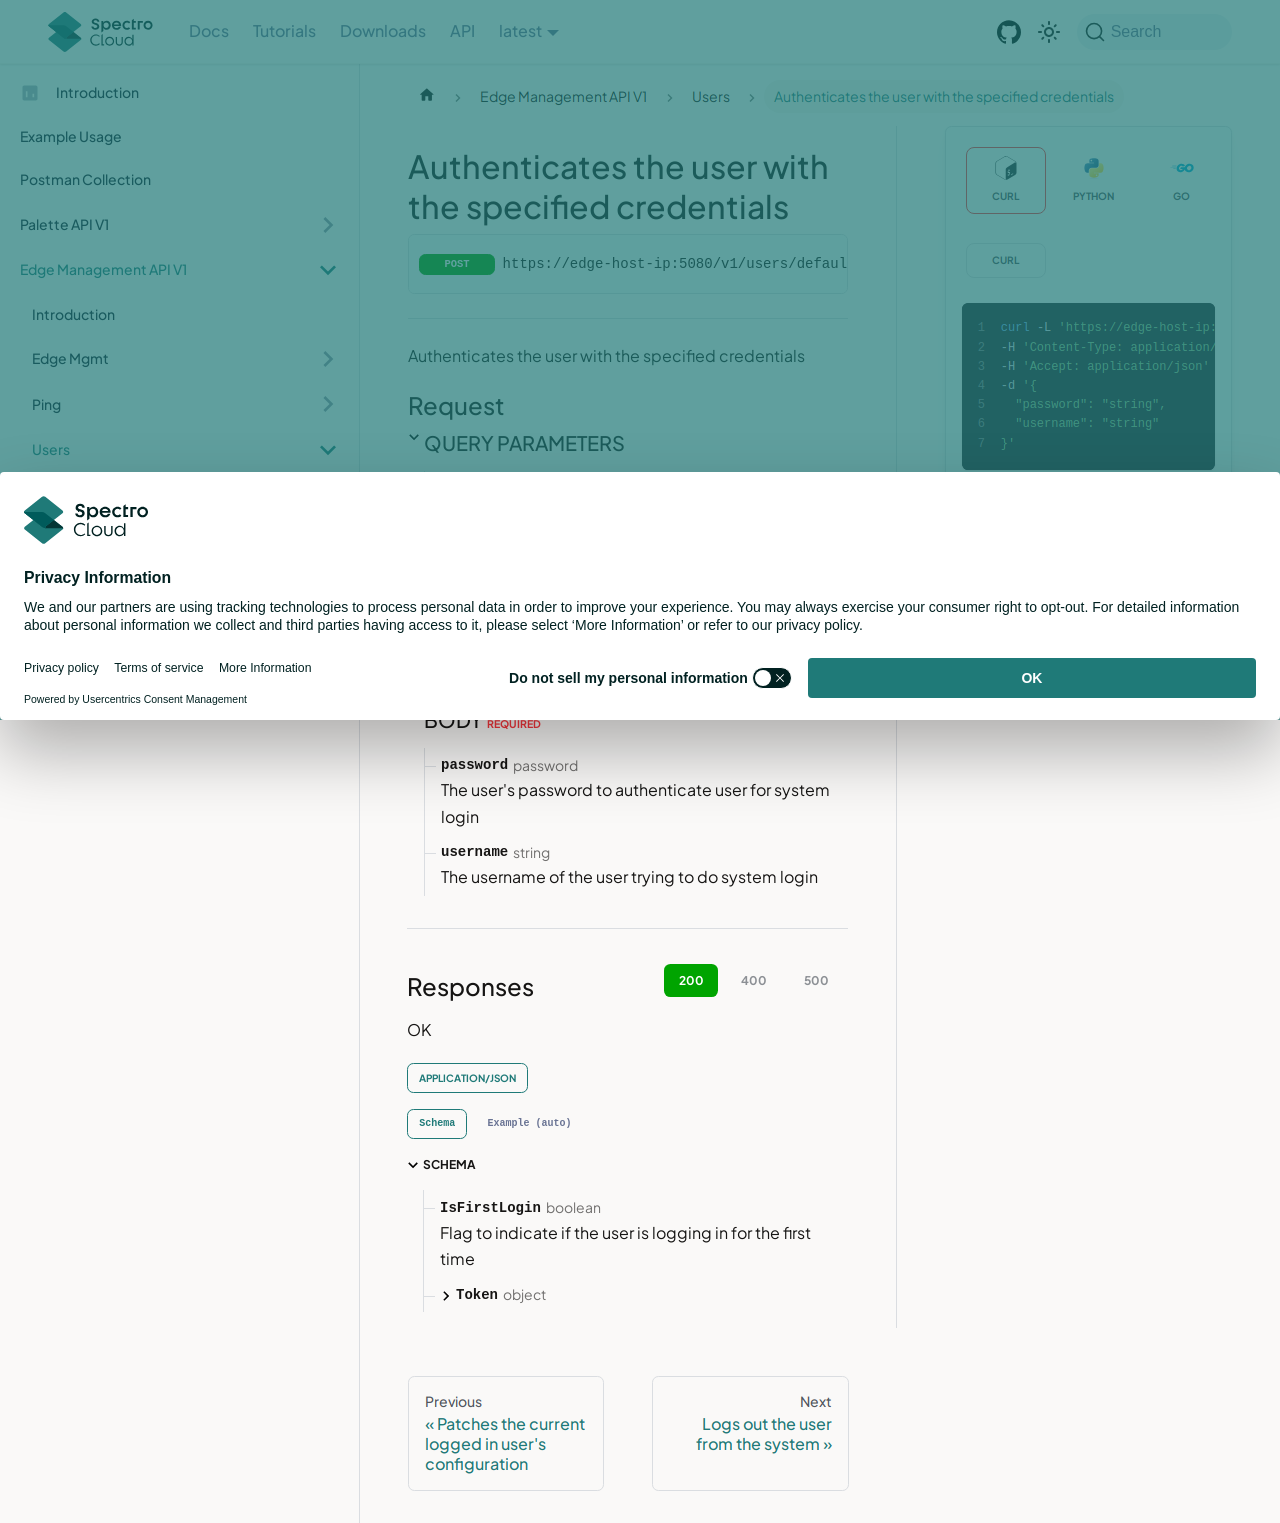 Spectro Cloud
Docs
Tutorials
Downloads
API
latest
Search
Introduction
Example Usage
Postman Collection
Palette API V1
Edge Management API V1
Introduction
Edge Mgmt
Ping
Users
Edge Management API V1
Users
Authenticates the user with the specified credentials
Authenticates the user with
the specified credentials
POST https://edge-host-ip:5080/v1/users/defaul
Authenticates the user with the specified credentials
Request
QUERY PARAMETERS
CURL
PYTHON
GO
CURL
1 curl -L 'https://edge-host-ip:
2 -H 'Content-Type: application/
3 -H 'Accept: application/json'
4 -d '{
5 "password": "string",
6 "username": "string"
7 }'
Spectro
Cloud
Privacy Information
We and our partners are using tracking technologies to process personal data in order to improve your experience. You may always exercise your consumer right to opt-out. For detailed information
about personal information we collect and third parties having access to it, please select ‘More Information’ or refer to our privacy policy.
Privacy policy
Terms of service
More Information
Powered by Usercentrics Consent Management
Do not sell my personal information
OK
BODY REQUIRED
password password
The user's password to authenticate user for system
login
username string
The username of the user trying to do system login
Responses
200
400
500
OK
APPLICATION/JSON
Schema
Example (auto)
SCHEMA
IsFirstLogin boolean
Flag to indicate if the user is logging in for the first
time
Token object
Previous
« Patches the current
logged in user's
configuration
Next
Logs out the user
from the system »